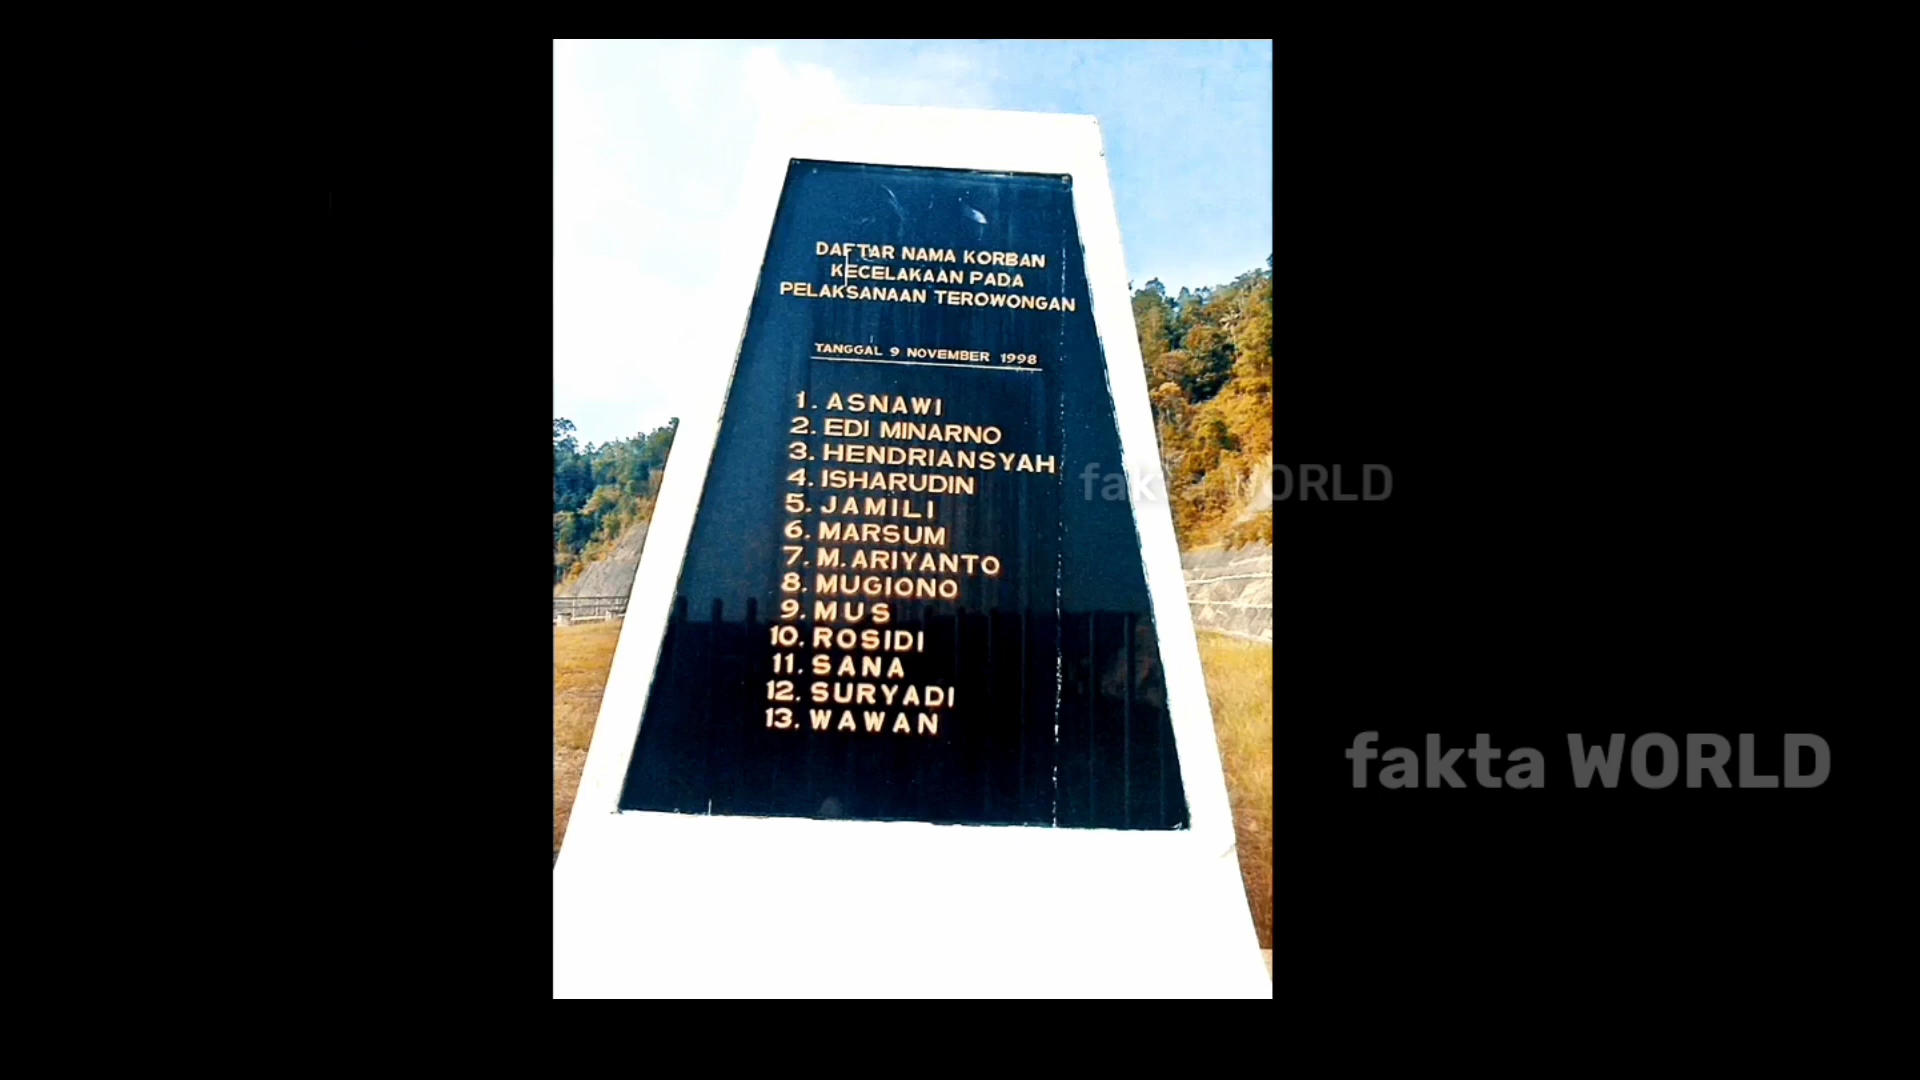 DAFTAR NAMA KORBAN
KECELAKAAN PADA
PELAKSANAAN TEROWONGAN
TANGGAL 9 NOVEMBER 1998
1. ASNAWI
2. EDI MINARNO
3. HENDRIANSYAH
4. ISHARUDIN
5. JAMILI
6. MARSUM
7. M. ARIYANTO
8. MUGIONO
9. MUS
10. ROSIDI
11. SANA
12. SURYADI
13. WAWAN
fakta WORLD
fakta WORLD